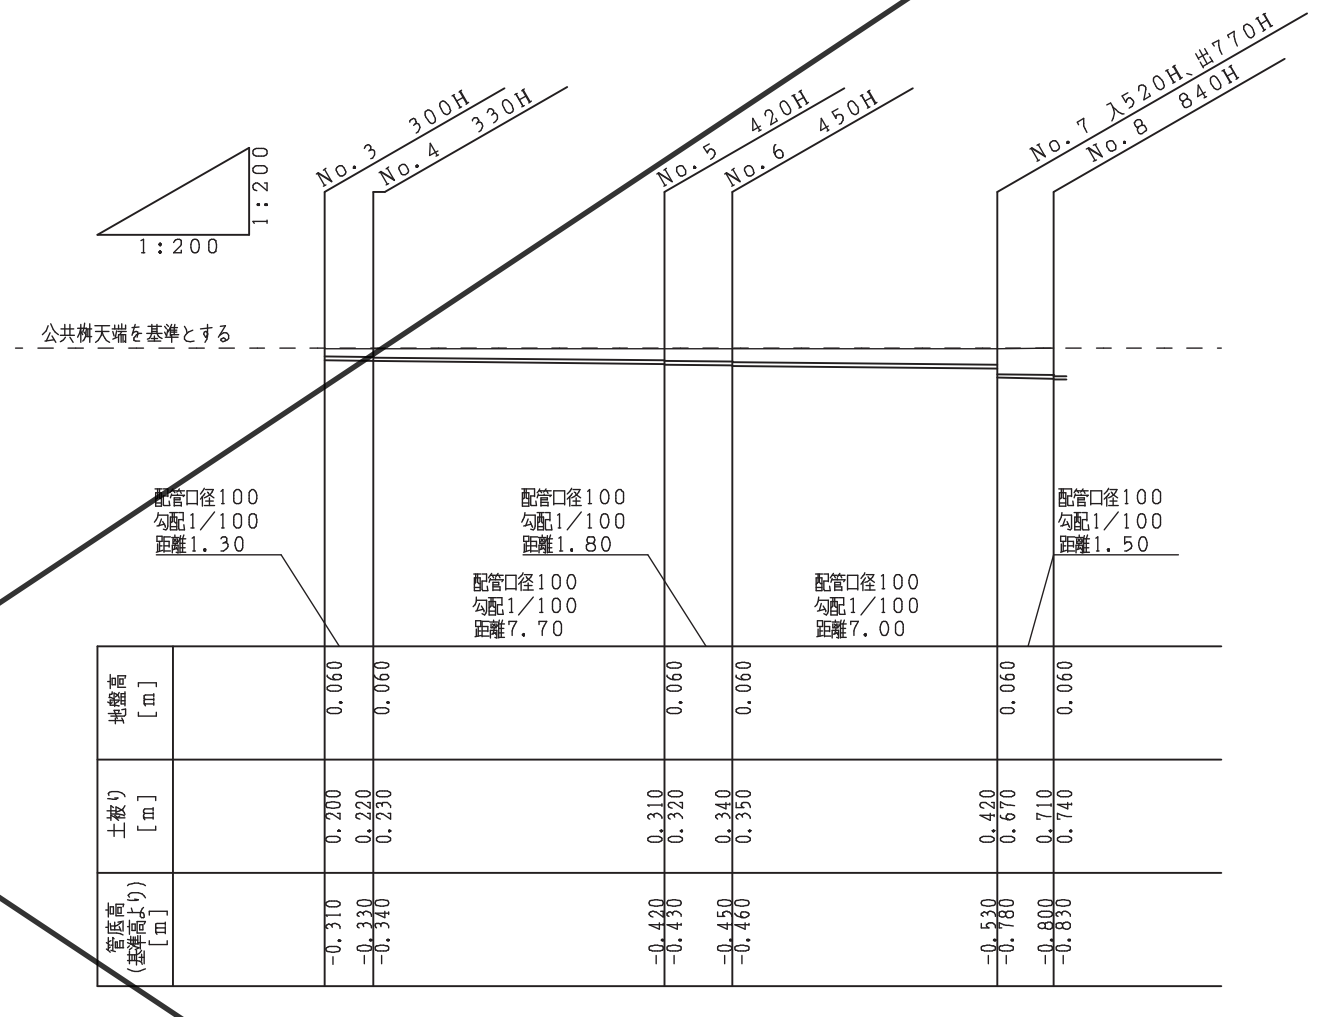 No.3 300H
No.4 330H
No.5 420H
No.6 450H
No.7 入520H、出770H
No.8 840H
1:200
1:200
公共桝天端を基準とする
配管口径100
勾配1/100
距離1.30
配管口径100
勾配1/100
距離1.80
配管口径100
勾配1/100
距離1.50
配管口径100
勾配1/100
距離7.70
配管口径100
勾配1/100
距離7.00
地盤高
[m]
0.060
0.060
0.060
0.060
0.060
0.060
土被り
[m]
0.200
0.220
0.230
0.310
0.320
0.340
0.350
0.420
0.670
0.710
0.740
管底高
(基準高より)
[m]
-0.310
-0.330
-0.340
-0.420
-0.430
-0.450
-0.460
-0.530
-0.780
-0.800
-0.830